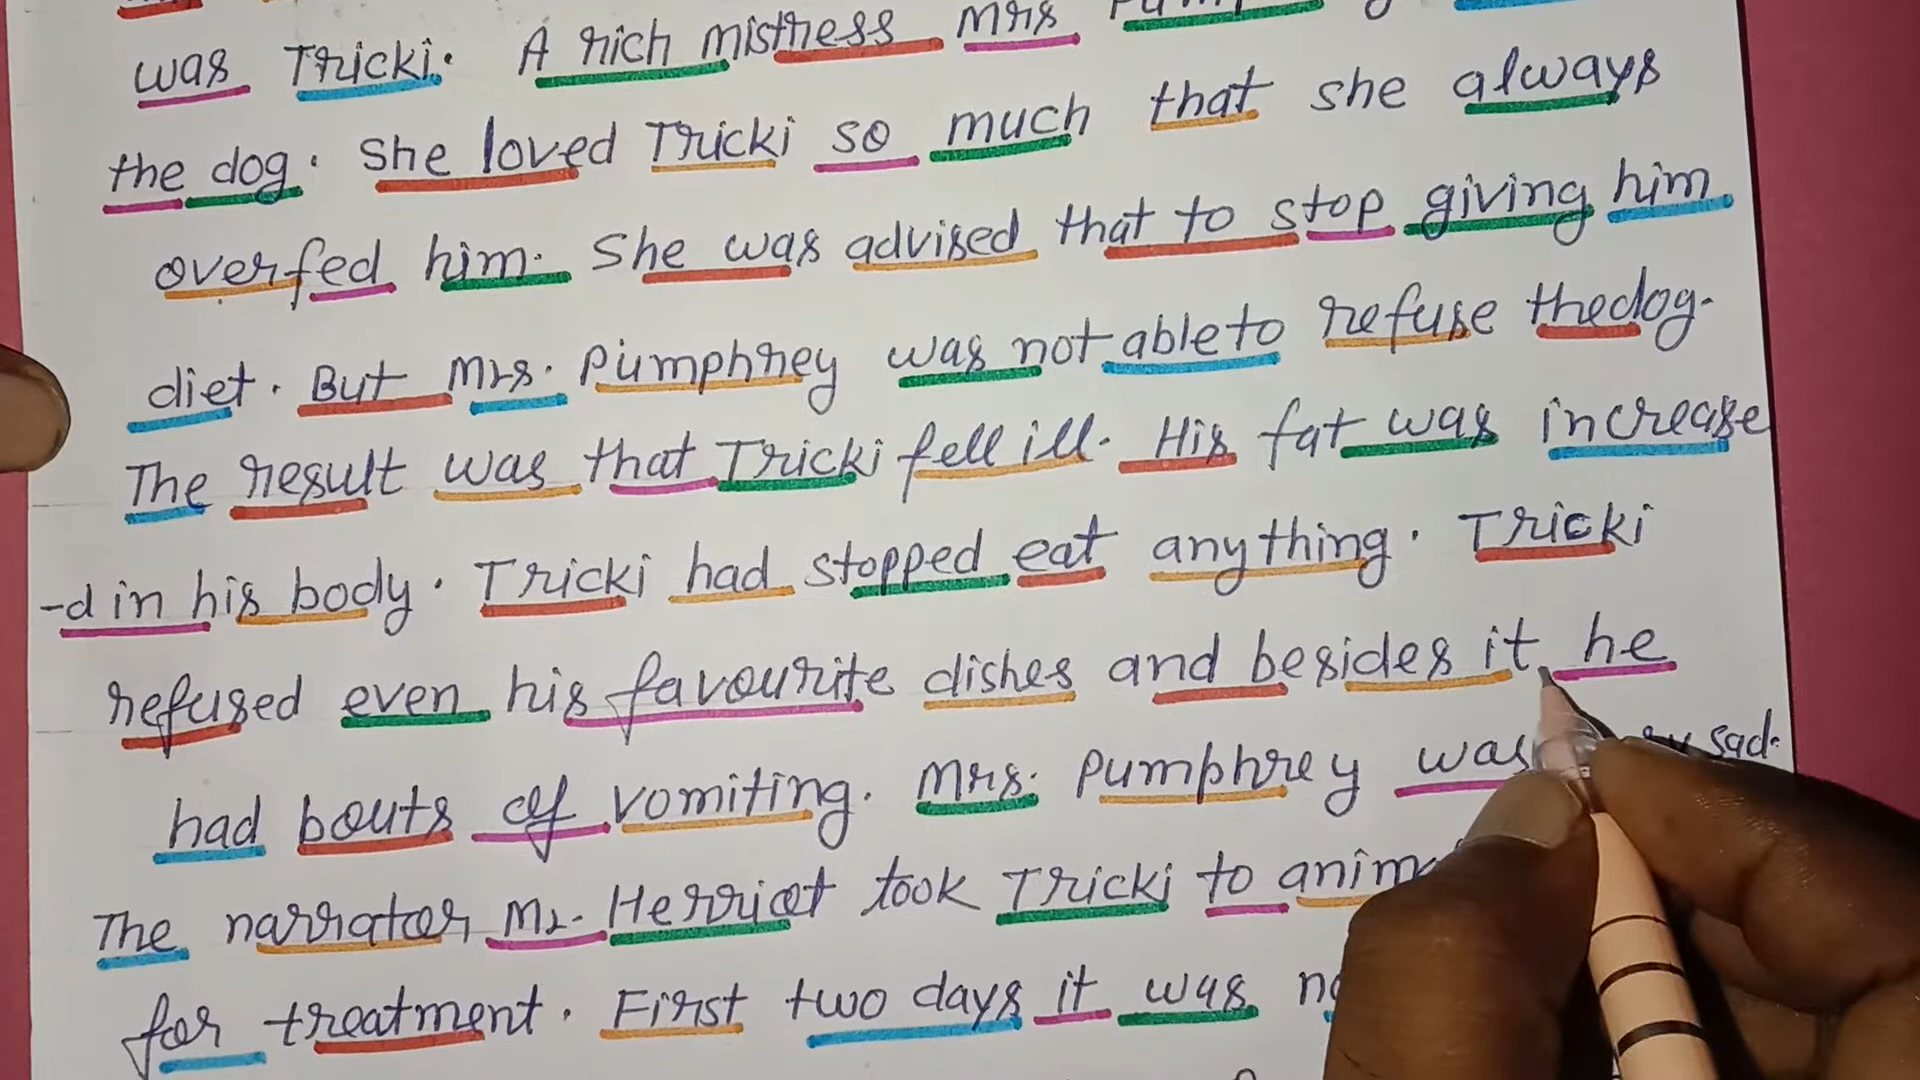 was Tricki. A rich mistress Mrs
the dog. She loved Tricki so much that she always
overfed him. She was advised that to stop giving him
diet. But Mrs. Pumphrey was not able to refuse the dog.
The result was that Tricki fell ill. His fat was increase
-d in his body. Tricki had stopped eat anything. Tricki
refused even his favourite dishes and besides it, he
had bouts of vomiting. Mrs. Pumphrey was sad.
The narrator Mr. Herriot took Tricki to
for treatment. First two days it was